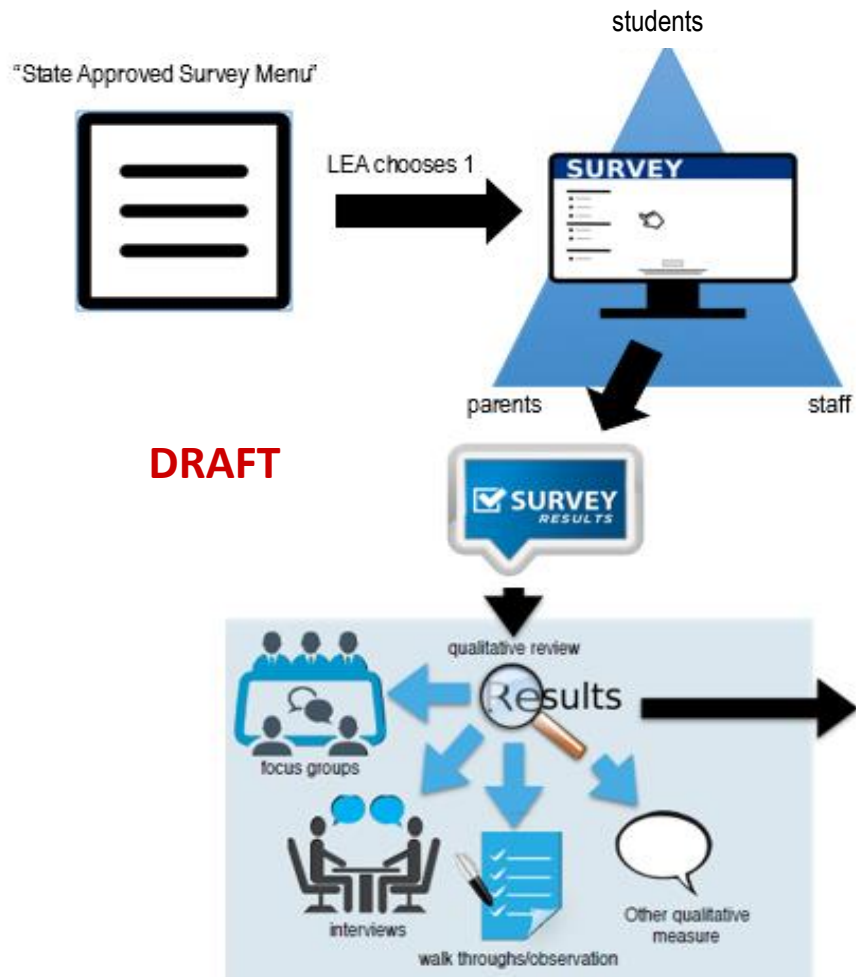 students
“State Approved Survey Menu”
LEA chooses 1
SURVEY
parents
staff
DRAFT
SURVEY
RESULTS
qualitative review
Results
focus groups
interviews
walk throughs/observation
Other qualitative
measure